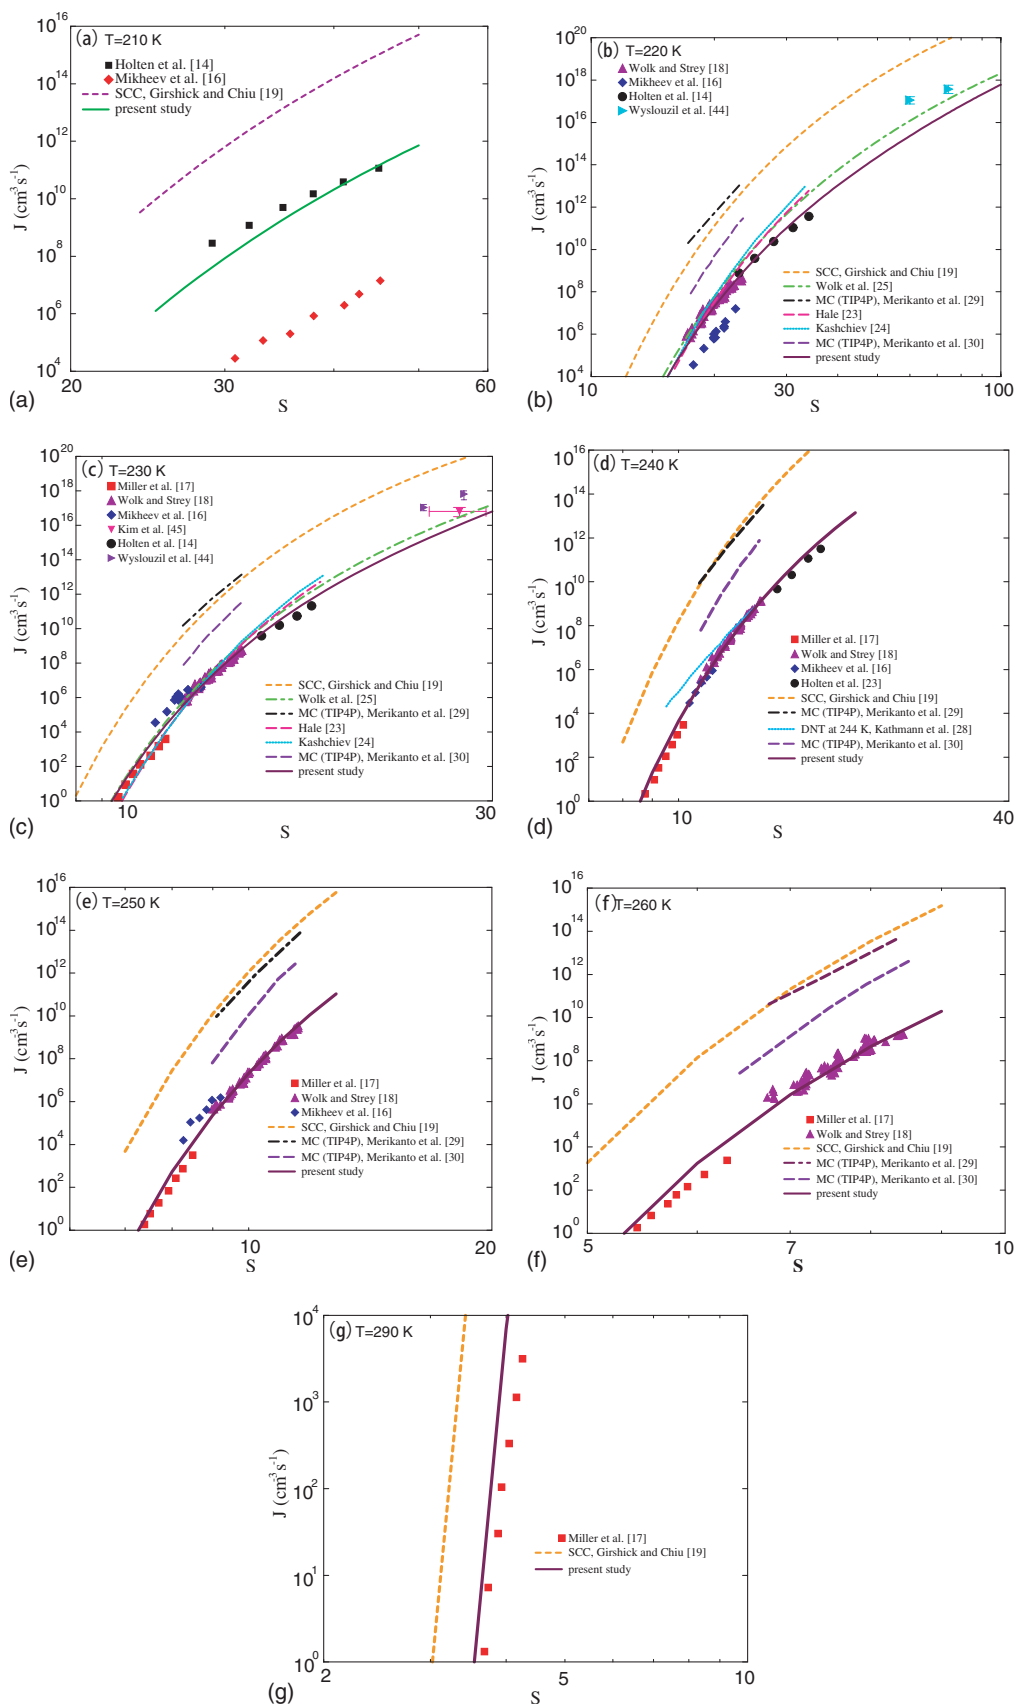 (a) T=210 K
Holten et al. [14]
Mikheev et al. [16]
SCC, Girshick and Chiu [19]
present study
10^16
10^14
10^12
10^10
10^8
10^6
10^4
J (cm^-3 s^-1)
20 30 60
S
(a)
(b) T=220 K
Wolk and Strey [18]
Mikheev et al. [16]
Holten et al. [14]
Wyslouzil et al. [44]
SCC, Girshick and Chiu [19]
Wolk et al. [25]
MC (TIP4P), Merikanto et al. [29]
Hale [23]
Kashchiev [24]
MC (TIP4P), Merikanto et al. [30]
present study
10^20
10^18
10^16
10^14
10^12
10^10
10^8
10^6
10^4
J (cm^-3 s^-1)
10 30 100
S
(b)
(c) T=230 K
Miller et al. [17]
Wolk and Strey [18]
Mikheev et al. [16]
Kim et al. [45]
Holten et al. [14]
Wyslouzil et al. [44]
SCC, Girshick and Chiu [19]
Wolk et al. [25]
MC (TIP4P), Merikanto et al. [29]
Hale [23]
Kashchiev [24]
MC (TIP4P), Merikanto et al. [30]
present study
10^20
10^18
10^16
10^14
10^12
10^10
10^8
10^6
10^4
10^2
10^0
J (cm^-3 s^-1)
10 30
S
(c)
(d) T=240 K
Miller et al. [17]
Wolk and Strey [18]
Mikheev et al. [16]
Holten et al. [23]
SCC, Girshick and Chiu [19]
MC (TIP4P), Merikanto et al. [29]
DNT at 244 K, Kathmann et al. [28]
MC (TIP4P), Merikanto et al. [30]
present study
10^16
10^14
10^12
10^10
10^8
10^6
10^4
10^2
10^0
J (cm^-3 s^-1)
10 40
S
(d)
(e) T=250 K
Miller et al. [17]
Wolk and Strey [18]
Mikheev et al. [16]
SCC, Girshick and Chiu [19]
MC (TIP4P), Merikanto et al. [29]
MC (TIP4P), Merikanto et al. [30]
present study
10^16
10^14
10^12
10^10
10^8
10^6
10^4
10^2
10^0
J (cm^-3 s^-1)
10 20
S
(e)
(f) T=260 K
Miller et al. [17]
Wolk and Strey [18]
SCC, Girshick and Chiu [19]
MC (TIP4P), Merikanto et al. [29]
MC (TIP4P), Merikanto et al. [30]
present study
10^16
10^14
10^12
10^10
10^8
10^6
10^4
10^2
10^0
J (cm^-3 s^-1)
5 7 10
S
(f)
(g) T=290 K
Miller et al. [17]
SCC, Girshick and Chiu [19]
present study
10^4
10^3
10^2
10^1
10^0
J (cm^-3 s^-1)
2 5 10
S
(g)